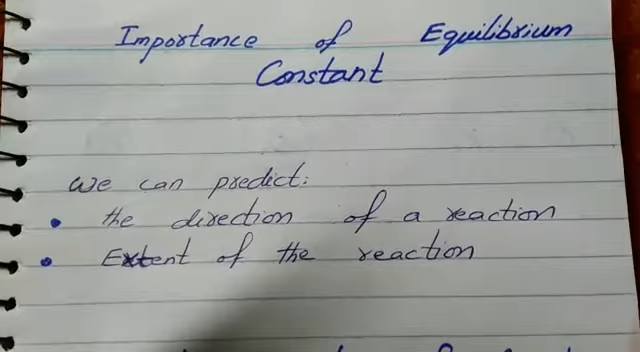 Importance of Equilibrium
Constant
we can predict:
• the direction of a reaction
• Extent of the reaction